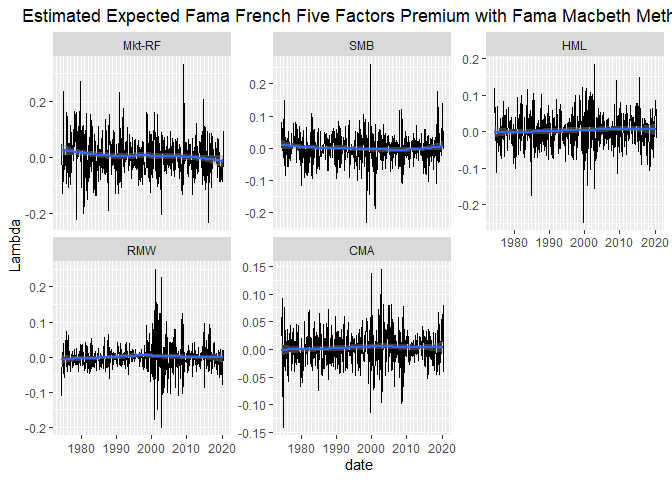 Estimated Expected Fama French Five Factors Premium with Fama Macbeth Meth
Mkt-RF
SMB
HML
0.2
0.0
-0.2
0.2
0.1
0.0
-0.1
-0.2
0.2
0.1
0.0
-0.1
-0.2
1980 1990 2000 2010 2020
Lambda
RMW
CMA
0.2
0.1
0.0
-0.1
-0.2
0.15
0.10
0.05
0.00
-0.05
-0.10
-0.15
1980 1990 2000 2010 2020
1980 1990 2000 2010 2020
date